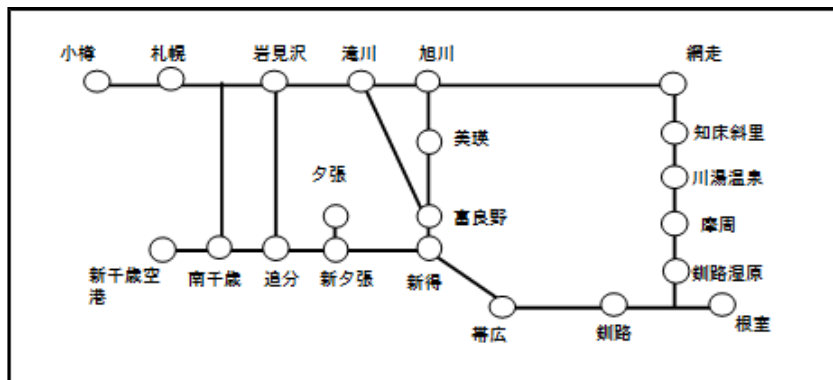 小樽
札幌
岩見沢
滝川
旭川
網走
知床斜里
美瑛
夕張
川湯温泉
富良野
摩周
新千歳空
港
南千歳
追分
新夕張
新得
釧路湿原
帯広
釧路
根室